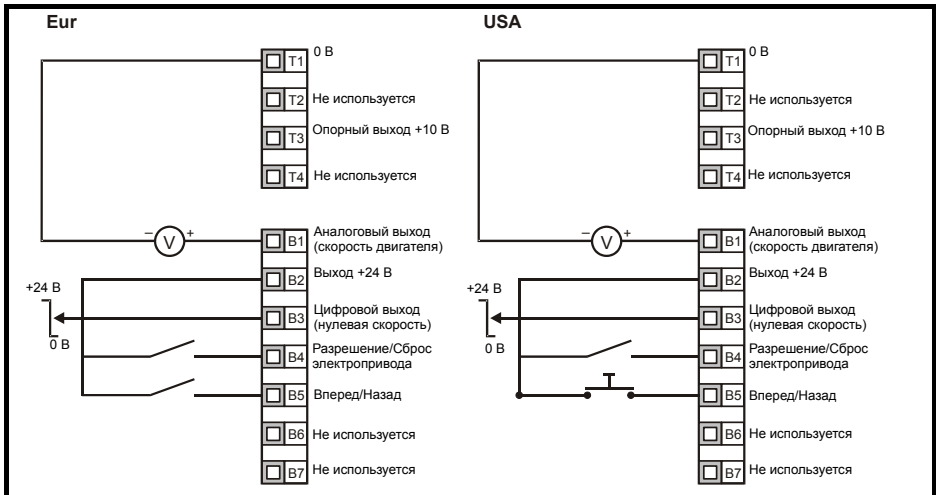 Eur
T1 0 В
T2 Не используется
T3 Опорный выход +10 В
T4 Не используется
– V +
B1 Аналоговый выход
(скорость двигателя)
B2 Выход +24 В
+24 В
0 В
B3 Цифровой выход
(нулевая скорость)
B4 Разрешение/Сброс
электропривода
B5 Вперед/Назад
B6 Не используется
B7 Не используется
USA
T1 0 В
T2 Не используется
T3 Опорный выход +10 В
T4 Не используется
– V +
B1 Аналоговый выход
(скорость двигателя)
B2 Выход +24 В
+24 В
0 В
B3 Цифровой выход
(нулевая скорость)
B4 Разрешение/Сброс
электропривода
B5 Вперед/Назад
B6 Не используется
B7 Не используется